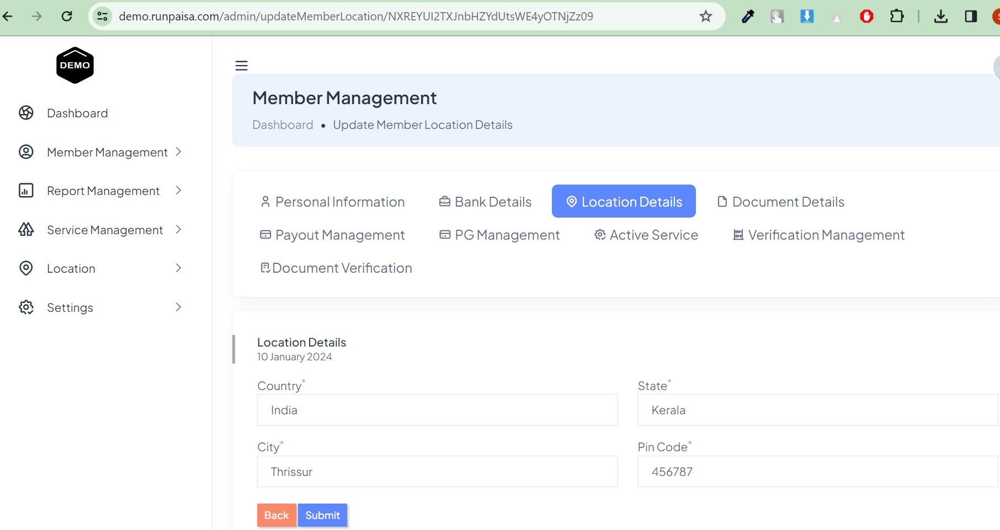 demo.runpaisa.com/admin/updateMemberLocation/NXREYUI2TXJnbHZYdUtsWE4yOTNjZz09
DEMO
Dashboard
Member Management
Report Management
Service Management
Location
Settings
Member Management
Dashboard • Update Member Location Details
Personal Information Bank Details Location Details Document Details
Payout Management PG Management Active Service Verification Management
Document Verification
Location Details
10 January 2024
Country* State*
India Kerala
City* Pin Code*
Thrissur 456787
Back Submit